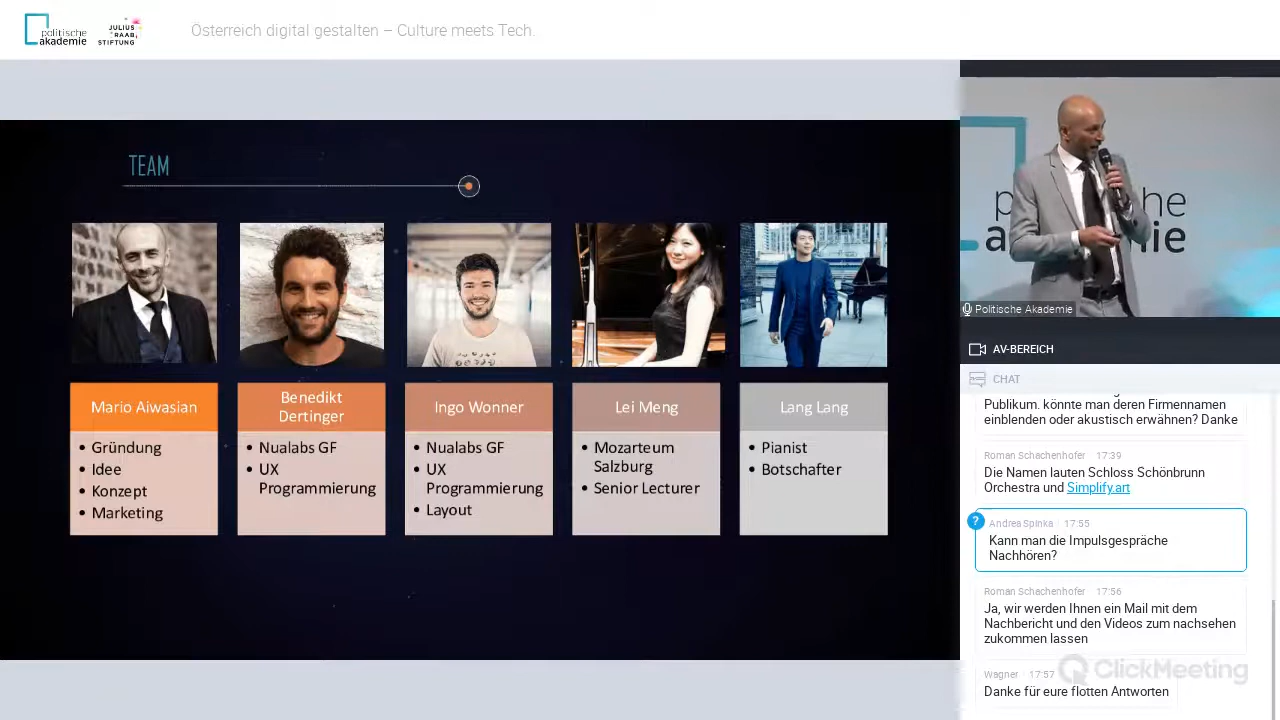 politische
akademie
JULIUS
RAAB
STIFTUNG
Österreich digital gestalten – Culture meets Tech.
TEAM
Mario Aiwasian
• Gründung
• Idee
• Konzept
• Marketing
Benedikt
Dertinger
• Nualabs GF
• UX
Programmierung
Ingo Wonner
• Nualabs GF
• UX
Programmierung
• Layout
Lei Meng
• Mozarteum
Salzburg
• Senior Lecturer
Lang Lang
• Pianist
• Botschafter
Politische Akademie
AV-BEREICH
CHAT
Publikum. könnte man deren Firmennamen
einblenden oder akustisch erwähnen? Danke
Roman Schachenhofer 17:39
Die Namen lauten Schloss Schönbrunn
Orchestra und Simplify.art
?
Andrea Spinka 17:55
Kann man die Impulsgespräche
Nachhören?
Roman Schachenhofer 17:56
Ja, wir werden Ihnen ein Mail mit dem
Nachbericht und den Videos zum nachsehen
zukommen lassen
ClickMeeting
Wagner 17:57
Danke für eure flotten Antworten